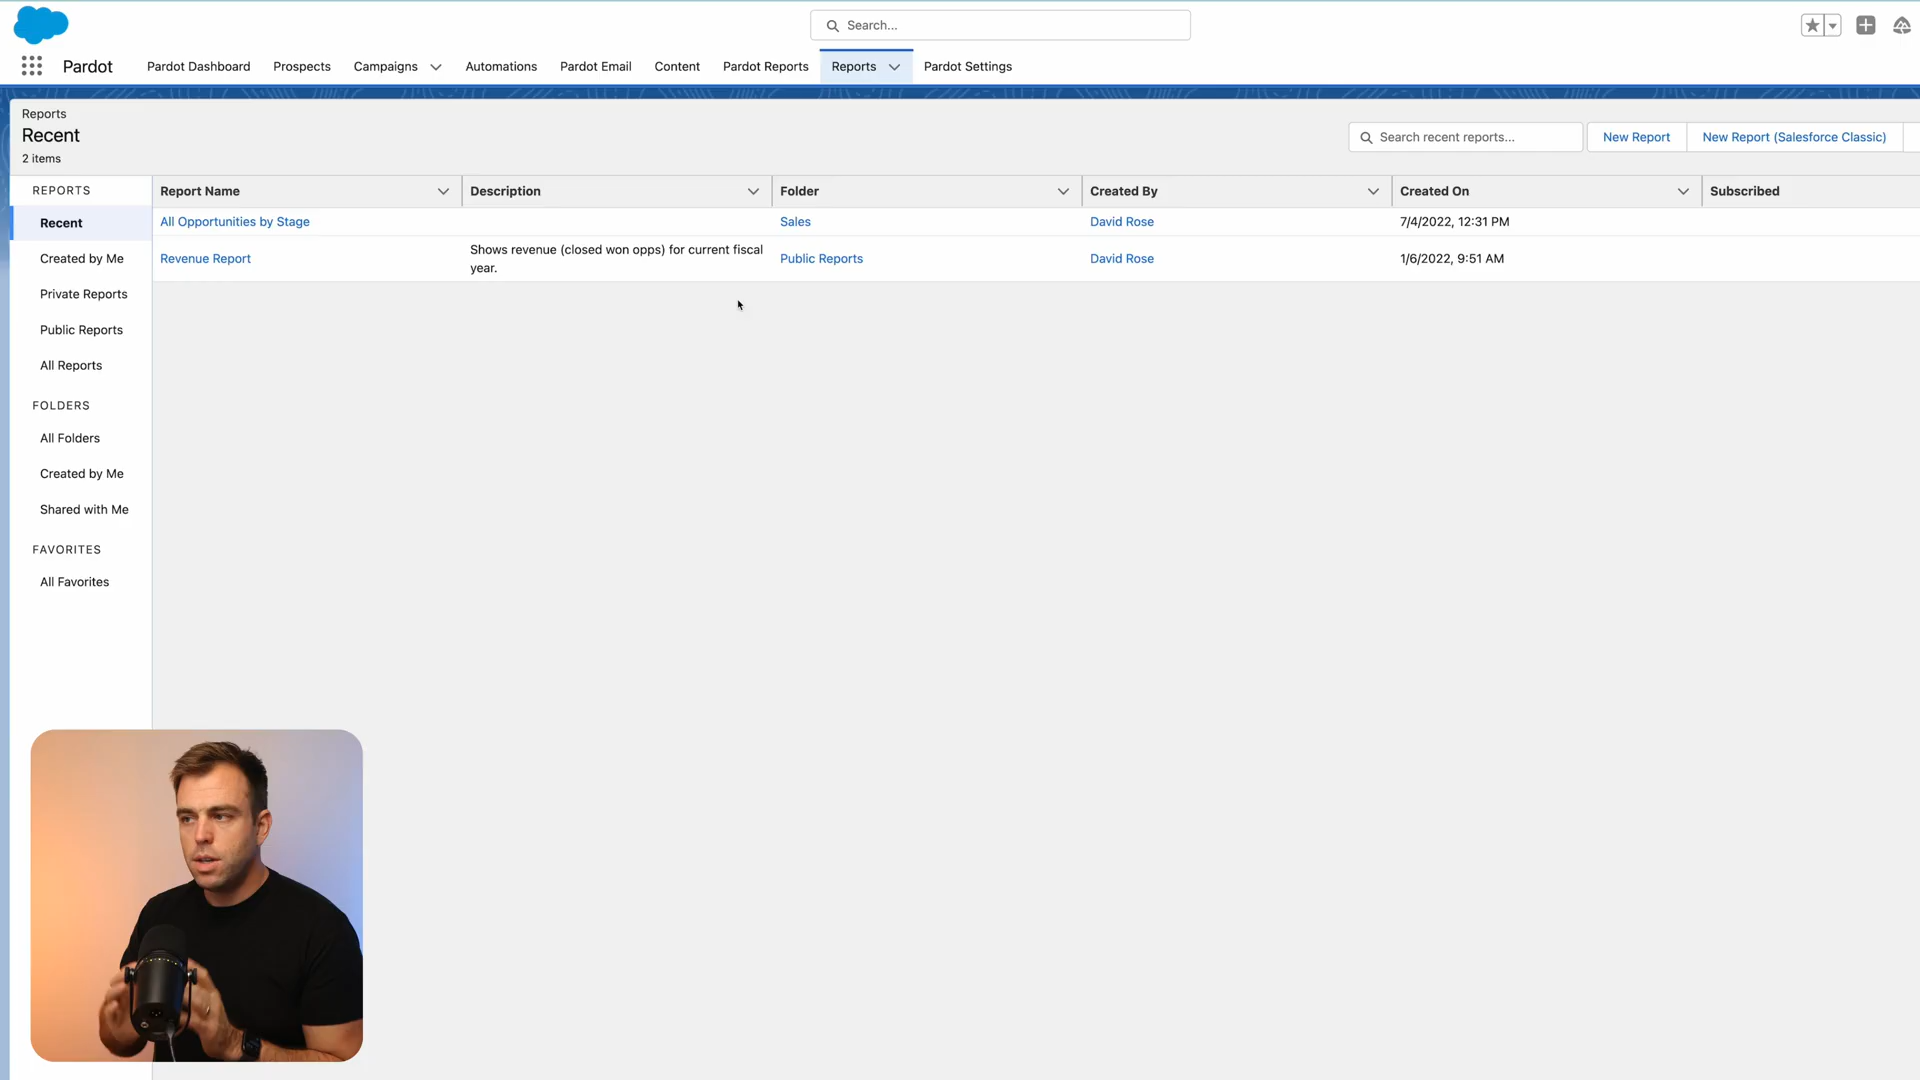 Search...
Pardot
Pardot Dashboard
Prospects
Campaigns
Automations
Pardot Email
Content
Pardot Reports
Reports
Pardot Settings
Reports
Recent
2 items
Search recent reports...
New Report
New Report (Salesforce Classic)
REPORTS
Recent
Created by Me
Private Reports
Public Reports
All Reports
FOLDERS
All Folders
Created by Me
Shared with Me
FAVORITES
All Favorites
Report Name
Description
Folder
Created By
Created On
Subscribed
All Opportunities by Stage
Sales
David Rose
7/4/2022, 12:31 PM
Revenue Report
Shows revenue (closed won opps) for current fiscal
year.
Public Reports
David Rose
1/6/2022, 9:51 AM